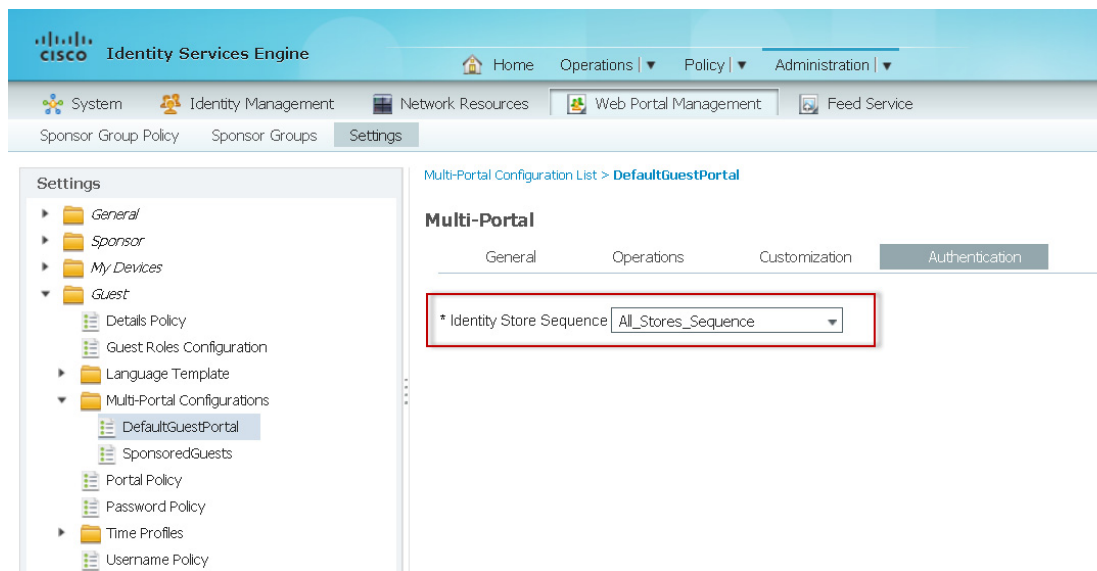 cisco Identity Services Engine
Home Operations | ▼ Policy | ▼ Administration | ▼
System Identity Management Network Resources Web Portal Management Feed Service
Sponsor Group Policy Sponsor Groups Settings
Settings
General
Sponsor
My Devices
Guest
Details Policy
Guest Roles Configuration
Language Template
Multi-Portal Configurations
DefaultGuestPortal
SponsoredGuests
Portal Policy
Password Policy
Time Profiles
Username Policy
Multi-Portal Configuration List > DefaultGuestPortal
Multi-Portal
General Operations Customization Authentication
* Identity Store Sequence All_Stores_Sequence